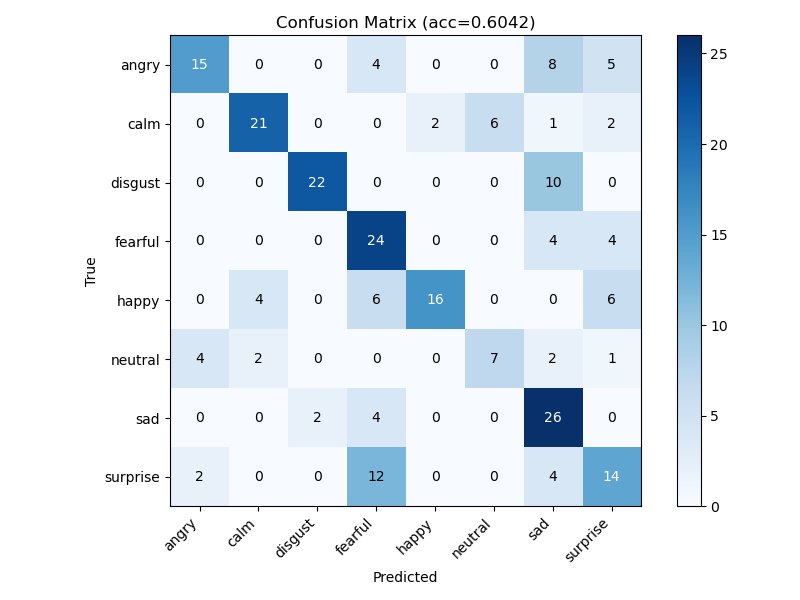 Confusion Matrix (acc=0.6042)
angry 15 0 0 4 0 0 8 5
calm 0 21 0 0 2 6 1 2
disgust 0 0 22 0 0 0 10 0
fearful 0 0 0 24 0 0 4 4
happy 0 4 0 6 16 0 0 6
neutral 4 2 0 0 0 7 2 1
sad 0 0 2 4 0 0 26 0
surprise 2 0 0 12 0 0 4 14
True
angry calm disgust fearful happy neutral sad surprise
Predicted
25
20
15
10
5
0